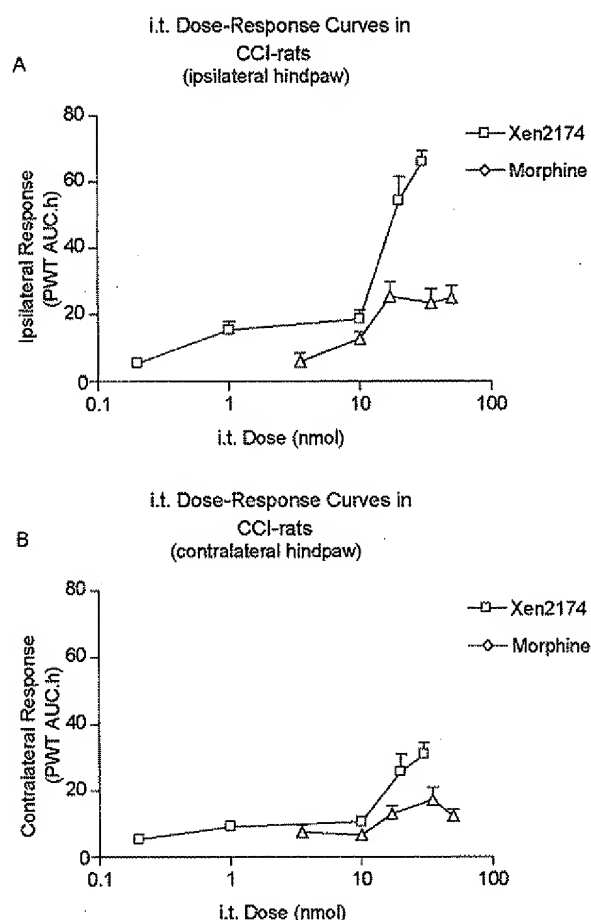 i.t. Dose-Response Curves in
CCI-rats
(ipsilateral hindpaw)
A
80
60
40
20
0
Ipsilateral Response
(PWT AUC.h)
Xen2174
Morphine
0.1 1 10 100
i.t. Dose (nmol)
i.t. Dose-Response Curves in
CCI-rats
(contralateral hindpaw)
B
80
60
40
20
0
Contralateral Response
(PWT AUC.h)
Xen2174
Morphine
0.1 1 10 100
i.t. Dose (nmol)